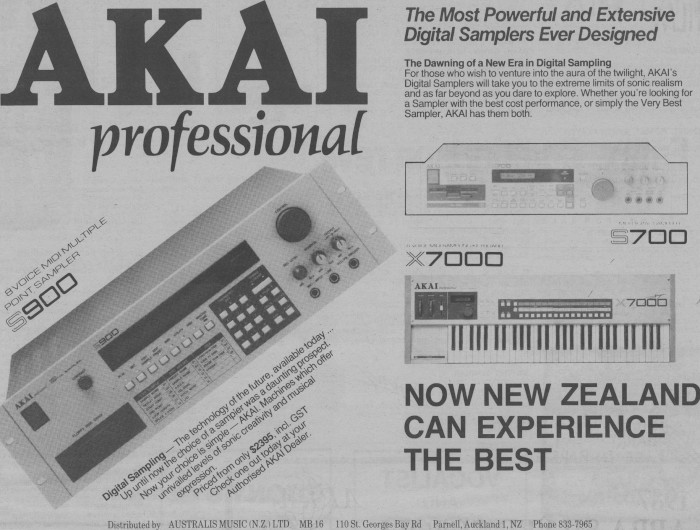 AKAI
professional
8 VOICE MIDI MULTIPLE
POINT SAMPLER
S900
S900
AKAI
Digital Sampling — The technology of the future, available today ...
Up until now the choice of a sampler was a daunting prospect.
Now your choice is simple — AKAI. Machines which offer
unrivalled levels of sonic creativity and musical
expression.
Priced from only $2395, incl. GST
Check one out today at your
Authorised AKAI Dealer.
The Most Powerful and Extensive
Digital Samplers Ever Designed
The Dawning of a New Era in Digital Sampling
For those who wish to venture into the aura of the twilight, AKAI's
Digital Samplers will take you to the extreme limits of sonic realism
and as far beyond as you dare to explore. Whether you're looking for
a Sampler with the best cost performance, or simply the Very Best
Sampler, AKAI has them both.
S700
X7000
AKAI
X7000
NOW NEW ZEALAND
CAN EXPERIENCE
THE BEST
Distributed by AUSTRALIS MUSIC (N.Z.) LTD MB 16 110 St. Georges Bay Rd Parnell, Auckland 1, NZ Phone 833-7965